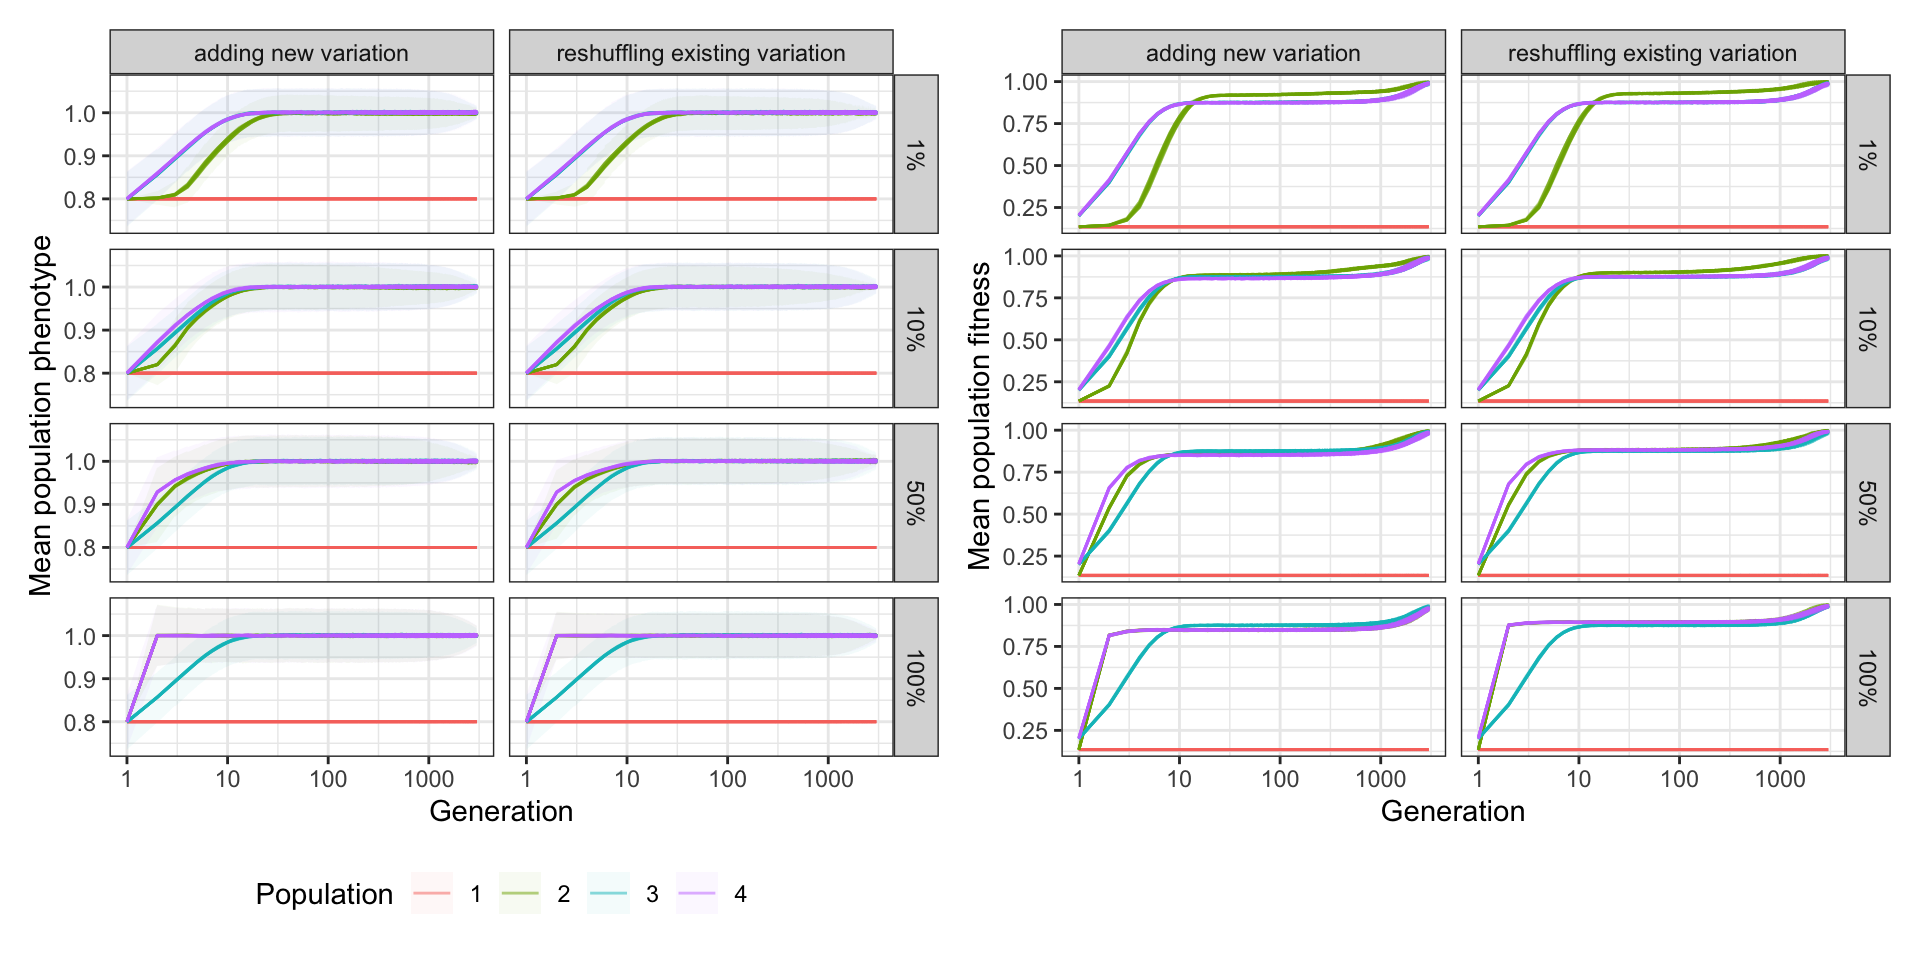 adding new variation
reshuffling existing variation
adding new variation
reshuffling existing variation
Mean population phenotype
1.0
0.9
0.8
1%
1.0
0.9
0.8
10%
1.0
0.9
0.8
50%
1.0
0.9
0.8
100%
1 10 100 1000
1 10 100 1000
Generation
Mean population fitness
1.00
0.75
0.50
0.25
1%
1.00
0.75
0.50
0.25
10%
1.00
0.75
0.50
0.25
50%
1.00
0.75
0.50
0.25
100%
1 10 100 1000
1 10 100 1000
Generation
Population 1 2 3 4